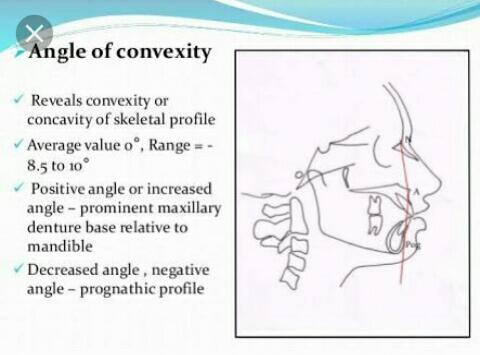 Angle of convexity
✓ Reveals convexity or
concavity of skeletal profile
✓ Average value 0°, Range = -
8.5 to 10°
✓ Positive angle or increased
angle – prominent maxillary
denture base relative to
mandible
✓ Decreased angle , negative
angle – prognathic profile
N
A
Pog